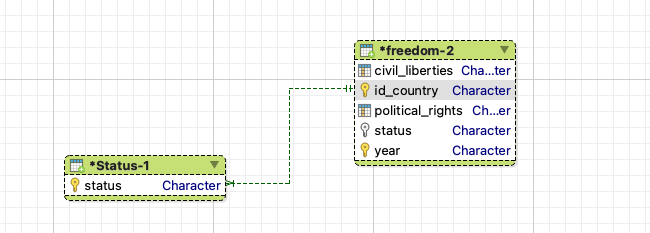 *freedom-2
civil_liberties Cha...ter
id_country Character
political_rights Ch...er
status Character
year Character
*Status-1
status Character